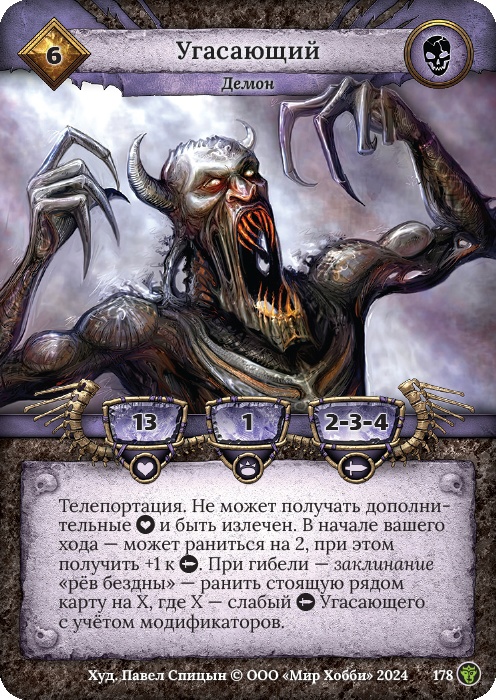 6
Угасающий
Демон
13
1
2-3-4
Телепортация. Не может получать дополни-
тельные и быть излечен. В начале вашего
хода — может раниться на 2, при этом
получить +1 к . При гибели — заклинание
«рёв бездны» — ранить стоящую рядом
карту на X, где X — слабый Угасающего
с учётом модификаторов.
Худ. Павел Спицын © ООО «Мир Хобби» 2024 178